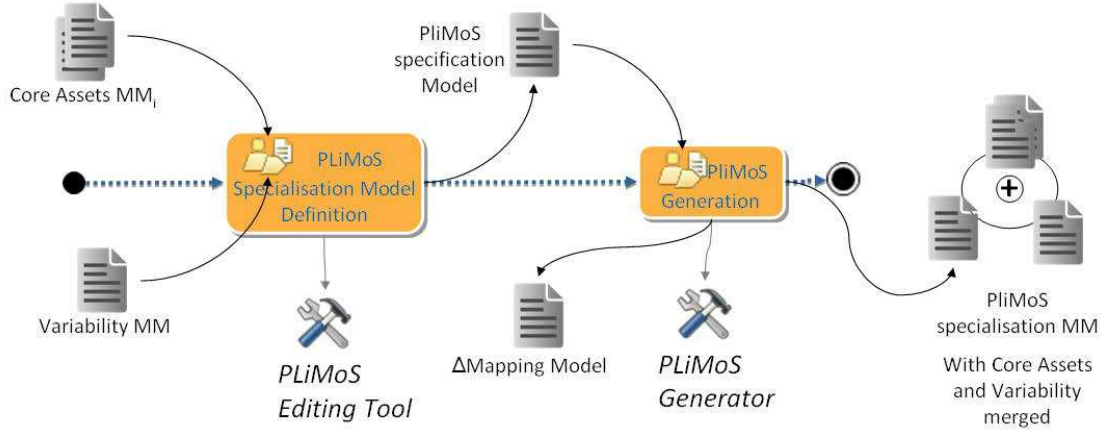 Core Assets MMi
PliMoS
specification
Model
PLiMoS
Specialisation Model
Definition
PliMoS
Generation
Variability MM
PLiMoS
Editing Tool
ΔMapping Model
PLiMoS
Generator
PliMoS
specialisation MM
With Core Assets
and Variability
merged